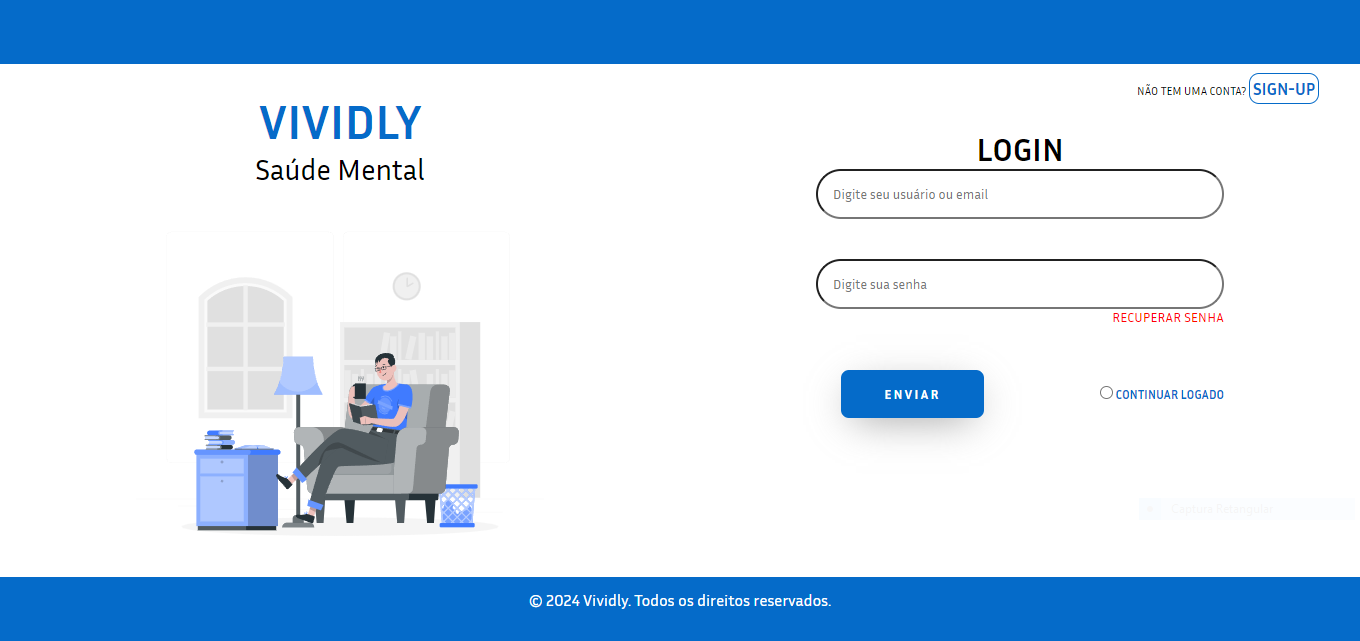 NÃO TEM UMA CONTA? SIGN-UP
VIVIDLY
Saúde Mental
LOGIN
Digite seu usuário ou email
Digite sua senha
RECUPERAR SENHA
ENVIAR
CONTINUAR LOGADO
Captura Retangular
© 2024 Vividly. Todos os direitos reservados.